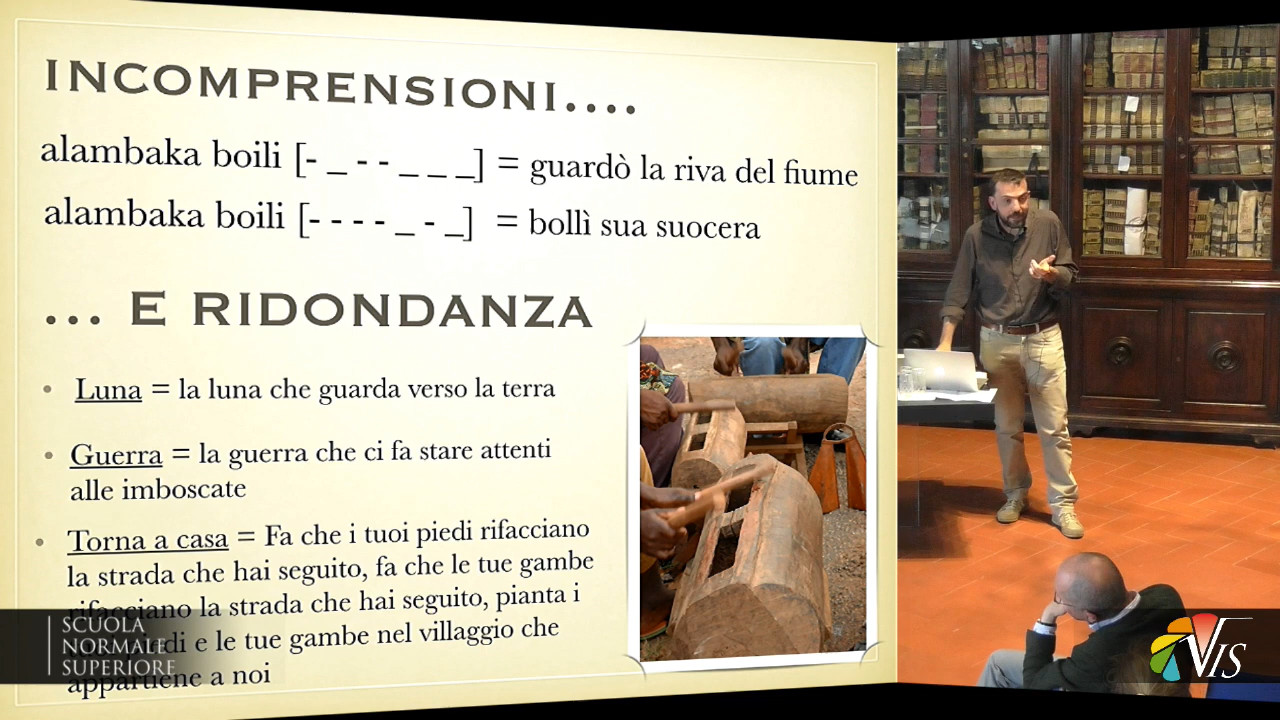 INCOMPRENSIONI....
alambaka boili [- _ - - _ _ _] = guardò la riva del fiume
alambaka boili [- - - - _ - _] = bollì sua suocera
... E RIDONDANZA
• Luna = la luna che guarda verso la terra
• Guerra = la guerra che ci fa stare attenti
alle imboscate
• Torna a casa = Fa che i tuoi piedi rifacciano
la strada che hai seguito, fa che le tue gambe
rifacciano la strada che hai seguito, pianta i
e le tue gambe nel villaggio che
appartiene a noi
SCUOLA
NORMALE
SUPERIORE
VIS